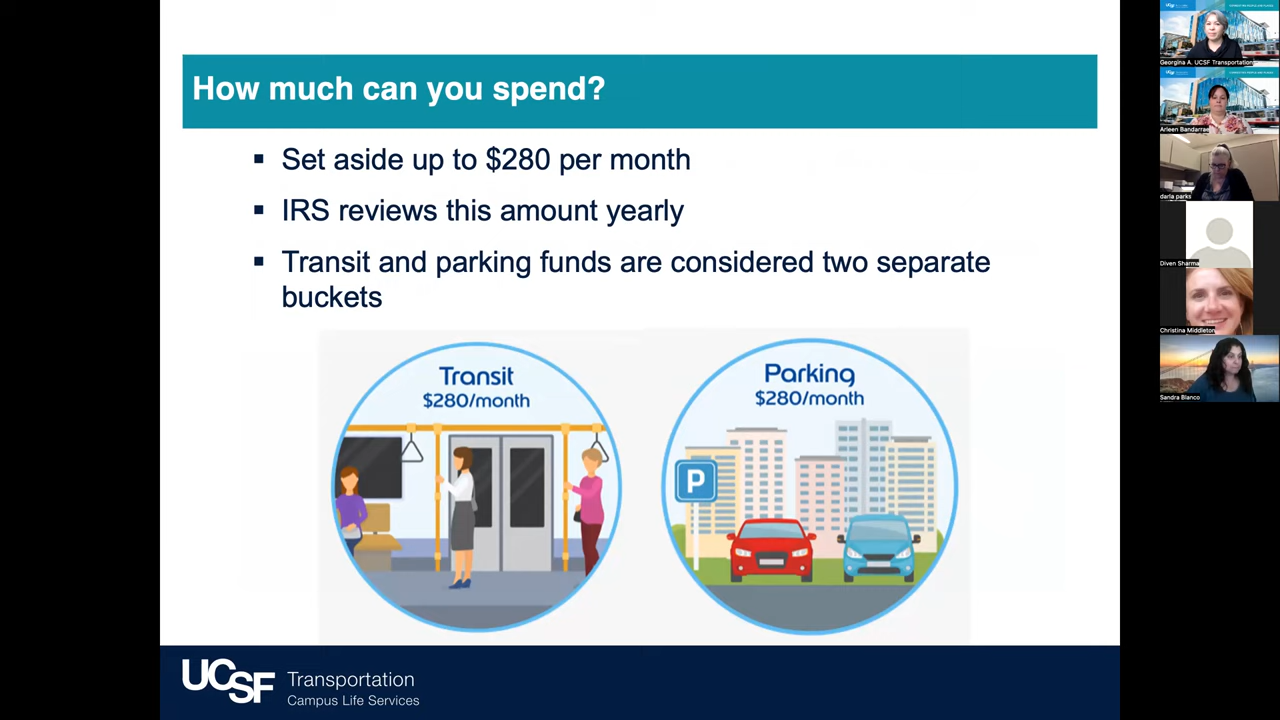 How much can you spend?
▪ Set aside up to $280 per month
▪ IRS reviews this amount yearly
▪ Transit and parking funds are considered two separate
buckets
Transit
$280/month
Parking
$280/month
P
UCSF
Transportation
Campus Life Services
Georgina A. UCSF Transportation
Arleen Bandarrae
darla parks
Diven Sharma
Christina Middleton
Sandra Blanco